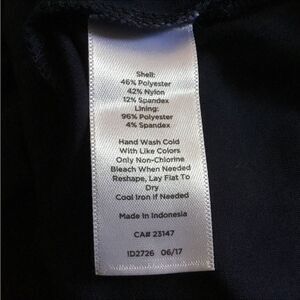 Shell:
46% Polyester
42% Nylon
12% Spandex
Lining:
96% Polyester
4% Spandex
Hand Wash Cold
With Like Colors
Only Non-Chlorine
Bleach When Needed
Reshape, Lay Flat To
Dry
Cool Iron if Needed
Made in Indonesia
CA# 23147
ID2726 06/17